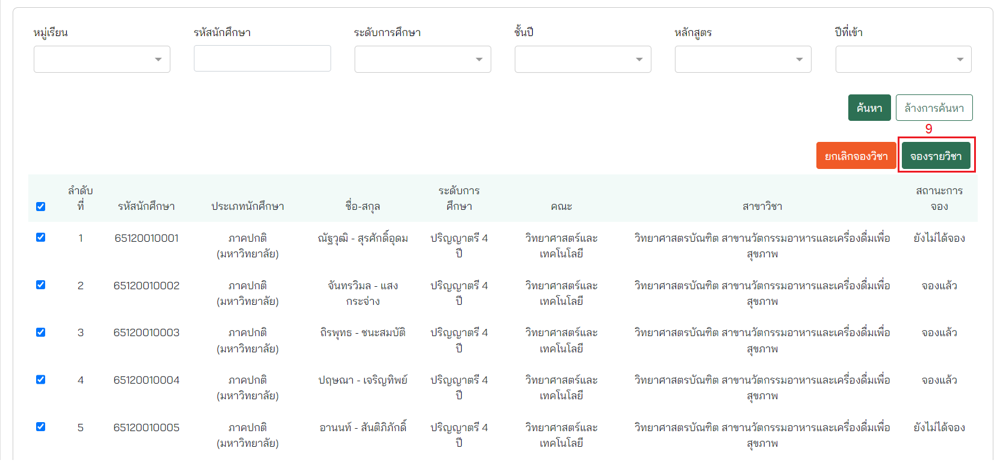 หมู่เรียน รหัสนักศึกษา ระดับการศึกษา ชั้นปี หลักสูตร ปีที่เข้า
ค้นหา ล้างการค้นหา
9
ยกเลิกจองวิชา จองรายวิชา
ลำดับ ระดับการ สถานะการ
ที่ รหัสนักศึกษา ประเภทนักศึกษา ชื่อ-สกุล ศึกษา คณะ สาขาวิชา จอง
1 65120010001 ภาคปกติ ณัฐวุฒิ - สุรศักดิ์อุดม ปริญญาตรี 4 วิทยาศาสตร์และ วิทยาศาสตรบัณฑิต สาขานวัตกรรมอาหารและเครื่องดื่มเพื่อ ยังไม่ได้จอง
(มหาวิทยาลัย) ปี เทคโนโลยี สุขภาพ
2 65120010002 ภาคปกติ จันทรวิมล - แสง ปริญญาตรี 4 วิทยาศาสตร์และ วิทยาศาสตรบัณฑิต สาขานวัตกรรมอาหารและเครื่องดื่มเพื่อ จองแล้ว
(มหาวิทยาลัย) กระจ่าง ปี เทคโนโลยี สุขภาพ
3 65120010003 ภาคปกติ ถิรพุทธ - ชนะสมบัติ ปริญญาตรี 4 วิทยาศาสตร์และ วิทยาศาสตรบัณฑิต สาขานวัตกรรมอาหารและเครื่องดื่มเพื่อ จองแล้ว
(มหาวิทยาลัย) ปี เทคโนโลยี สุขภาพ
4 65120010004 ภาคปกติ ปฤษณา - เจริญทิพย์ ปริญญาตรี 4 วิทยาศาสตร์และ วิทยาศาสตรบัณฑิต สาขานวัตกรรมอาหารและเครื่องดื่มเพื่อ จองแล้ว
(มหาวิทยาลัย) ปี เทคโนโลยี สุขภาพ
5 65120010005 ภาคปกติ อานนท์ - สันติภิภักดิ์ ปริญญาตรี 4 วิทยาศาสตร์และ วิทยาศาสตรบัณฑิต สาขานวัตกรรมอาหารและเครื่องดื่มเพื่อ ยังไม่ได้จอง
(มหาวิทยาลัย) ปี เทคโนโลยี สุขภาพ